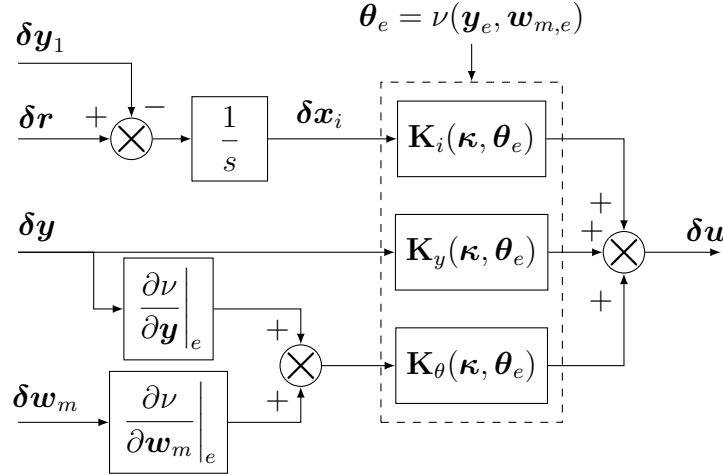 θ_e = ν(y_e, w_{m,e})
δy_1
δr
+
−
1
s
δx_i
K_i(κ, θ_e)
+
δy
K_y(κ, θ_e)
+
δu
∂ν
∂y
|_e
+
K_θ(κ, θ_e)
+
δw_m
∂ν
∂w_m
|_e
+